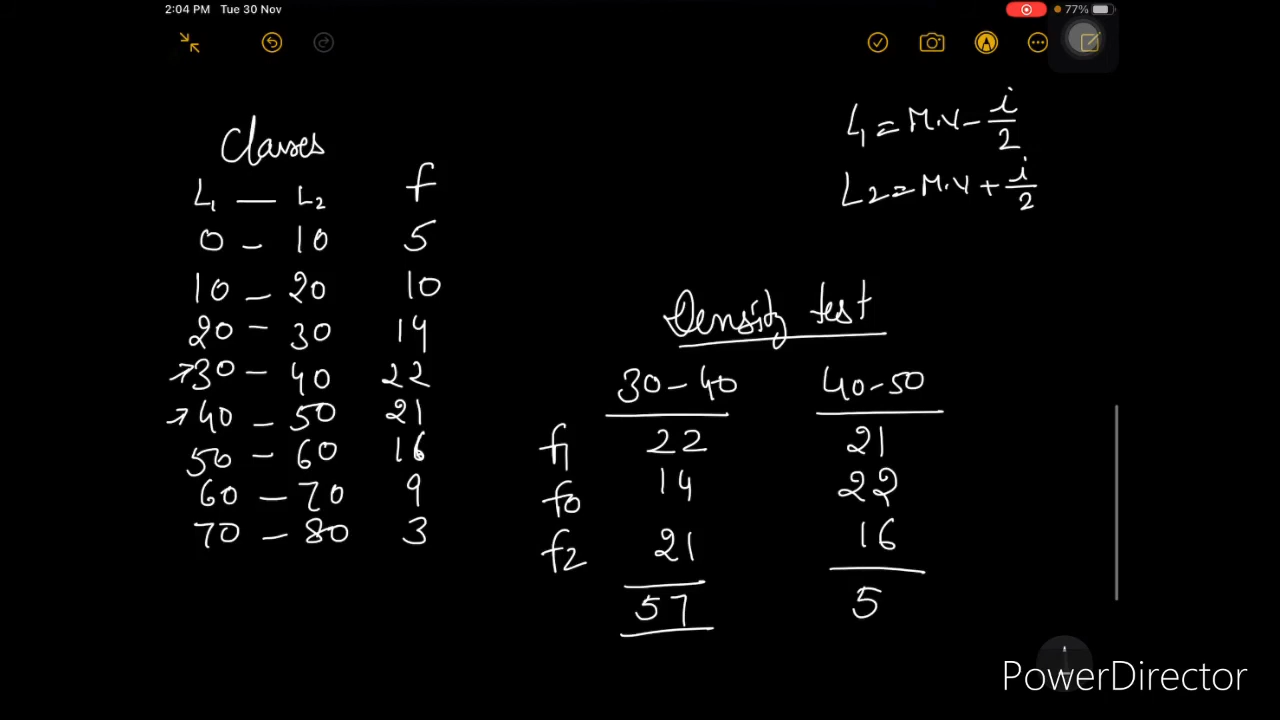 2:04 PM Tue 30 Nov
77%
L1 = M.V - i/2
L2 = M.V + i/2
Classes
L1 — L2 f
0 - 10 5
10 - 20 10
20 - 30 14
→30 - 40 22
→40 - 50 21
50 - 60 16
60 - 70 9
70 - 80 3
Density test
30 - 40 40 - 50
f1 22 21
f0 14 22
f2 21 16
57 5
PowerDirector